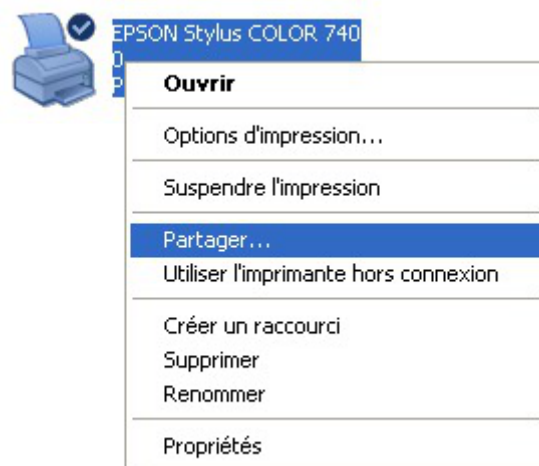 EPSON Stylus COLOR 740
0
P
Ouvrir
Options d'impression...
Suspendre l'impression
Partager...
Utiliser l'imprimante hors connexion
Créer un raccourci
Supprimer
Renommer
Propriétés